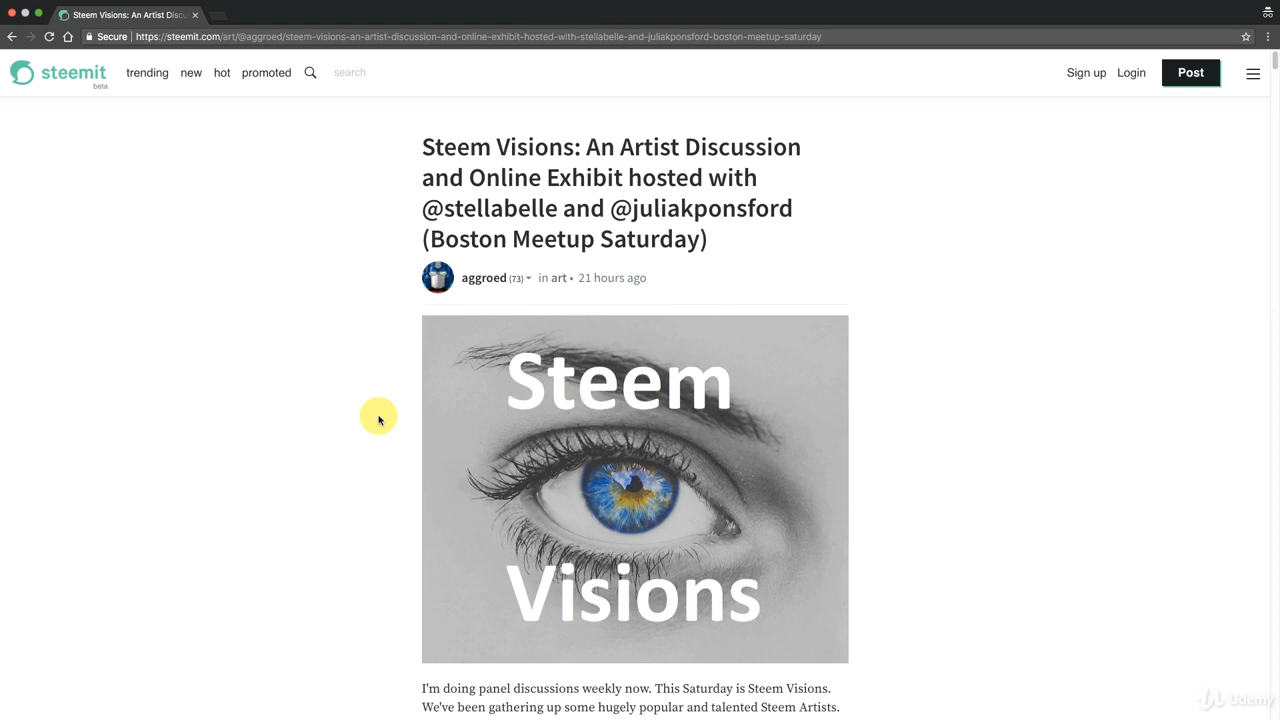 Steem Visions: An Artist Discu
Secure | https://steemit.com/art/@aggroed/steem-visions-an-artist-discussion-and-online-exhibit-hosted-with-stellabelle-and-juliakponsford-boston-meetup-saturday
steemit
beta
trending new hot promoted search
Sign up Login Post
Steem Visions: An Artist Discussion
and Online Exhibit hosted with
@stellabelle and @juliakponsford
(Boston Meetup Saturday)
aggroed (73) in art • 21 hours ago
Steem
Visions
I'm doing panel discussions weekly now. This Saturday is Steem Visions.
We've been gathering up some hugely popular and talented Steem Artists.
Udemy